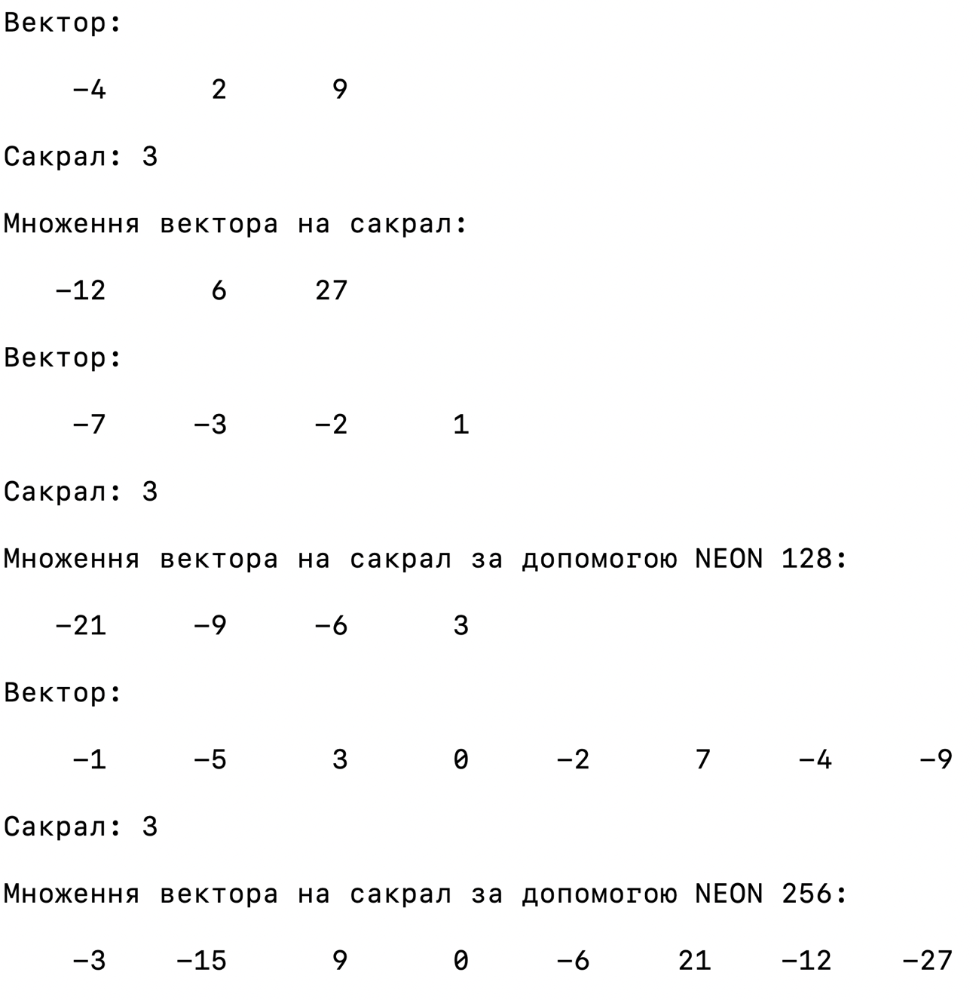 Вектор:
−4 2 9
Сакрал: 3
Множення вектора на сакрал:
−12 6 27
Вектор:
−7 −3 −2 1
Сакрал: 3
Множення вектора на сакрал за допомогою NEON 128:
−21 −9 −6 3
Вектор:
−1 −5 3 0 −2 7 −4 −9
Сакрал: 3
Множення вектора на сакрал за допомогою NEON 256:
−3 −15 9 0 −6 21 −12 −27